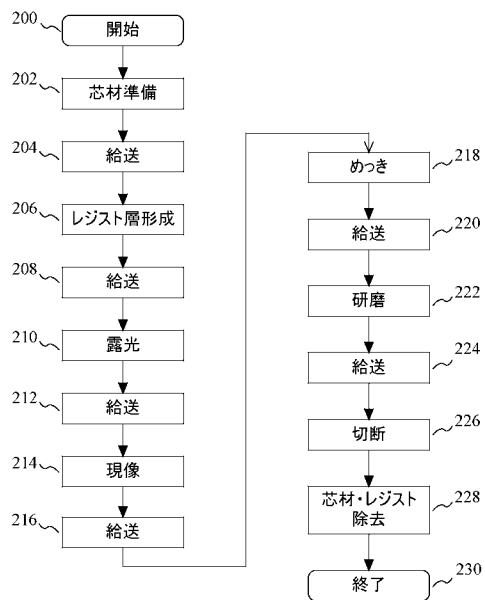 200
開始
202
芯材準備
204
給送
206
レジスト層形成
208
給送
210
露光
212
給送
214
現像
216
給送
218
めっき
220
給送
222
研磨
224
給送
226
切断
228
芯材・レジスト
除去
230
終了